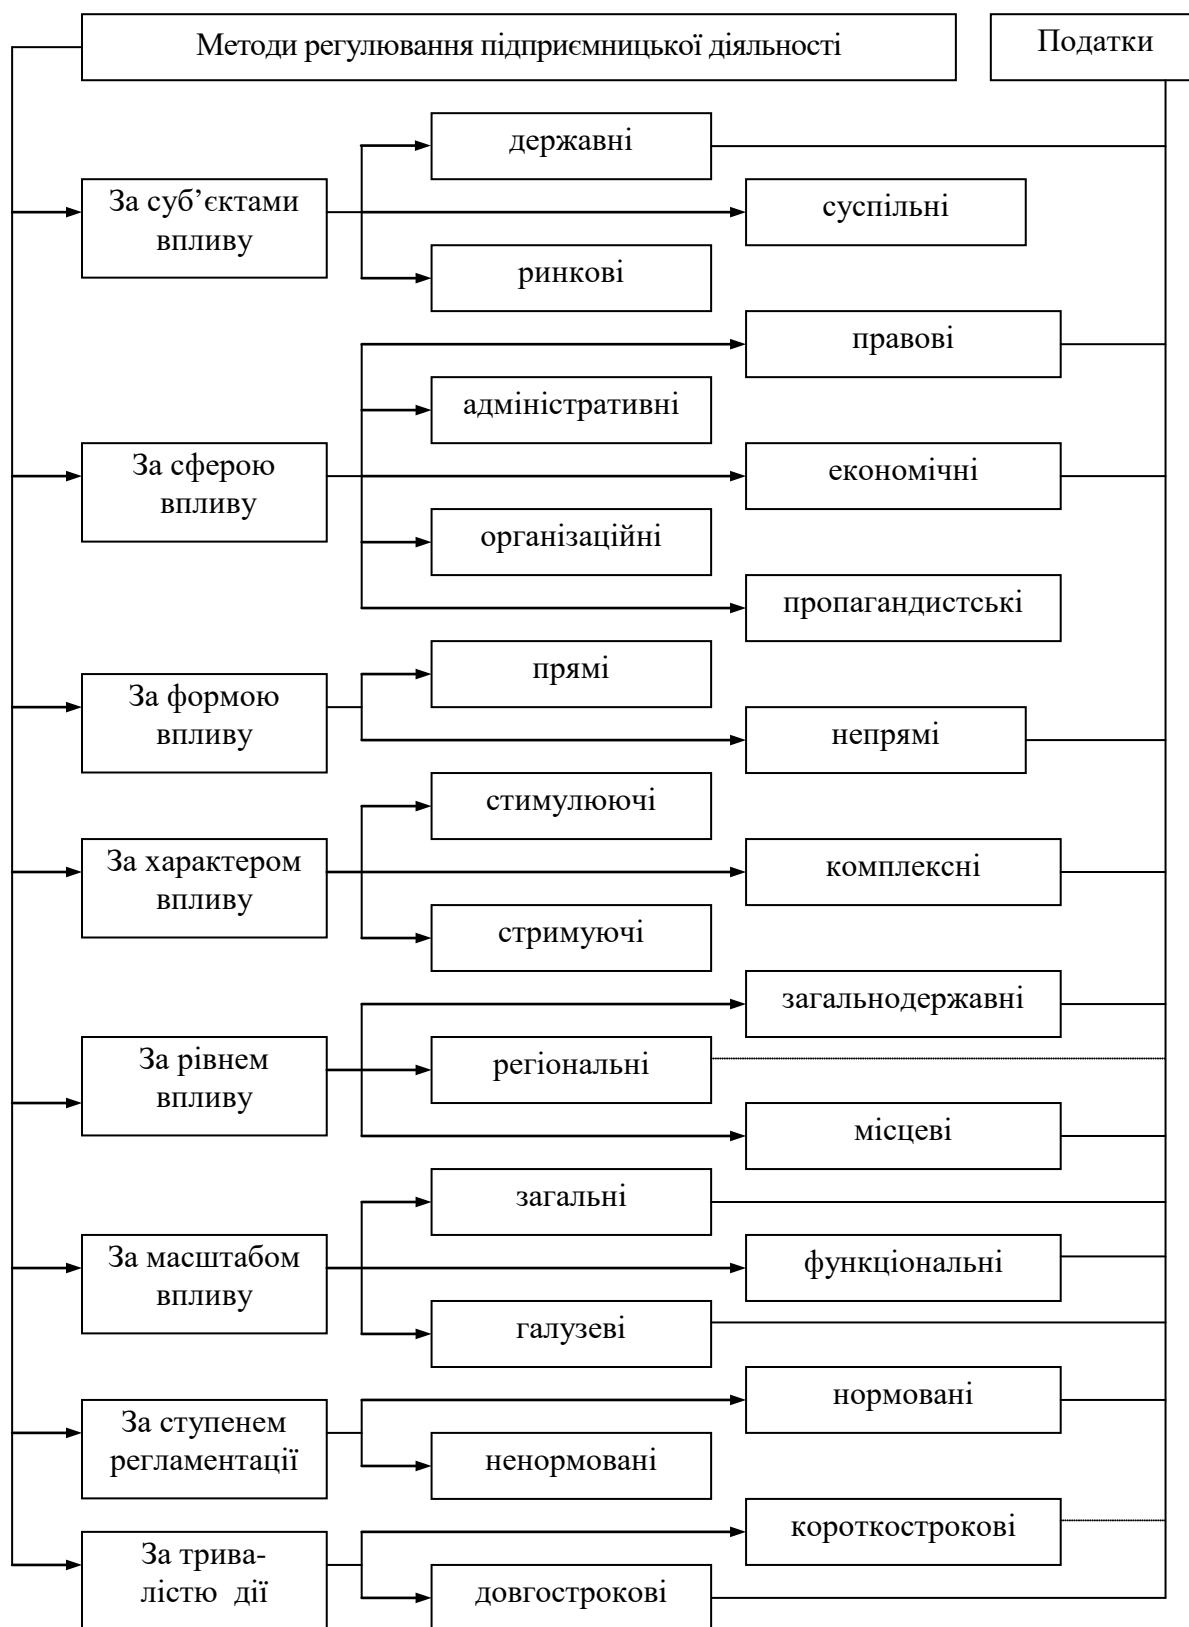 Методи регулювання підприємницької діяльності
Податки
державні
За суб’єктами
впливу
суспільні
ринкові
правові
адміністративні
За сферою
впливу
економічні
організаційні
пропагандистські
прямі
За формою
впливу
непрямі
стимулюючі
За характером
впливу
комплексні
стримуючі
загальнодержавні
За рівнем
впливу
регіональні
місцеві
загальні
За масштабом
впливу
функціональні
галузеві
нормовані
За ступенем
регламентації
ненормовані
короткострокові
За трива-
лістю дії
довгострокові